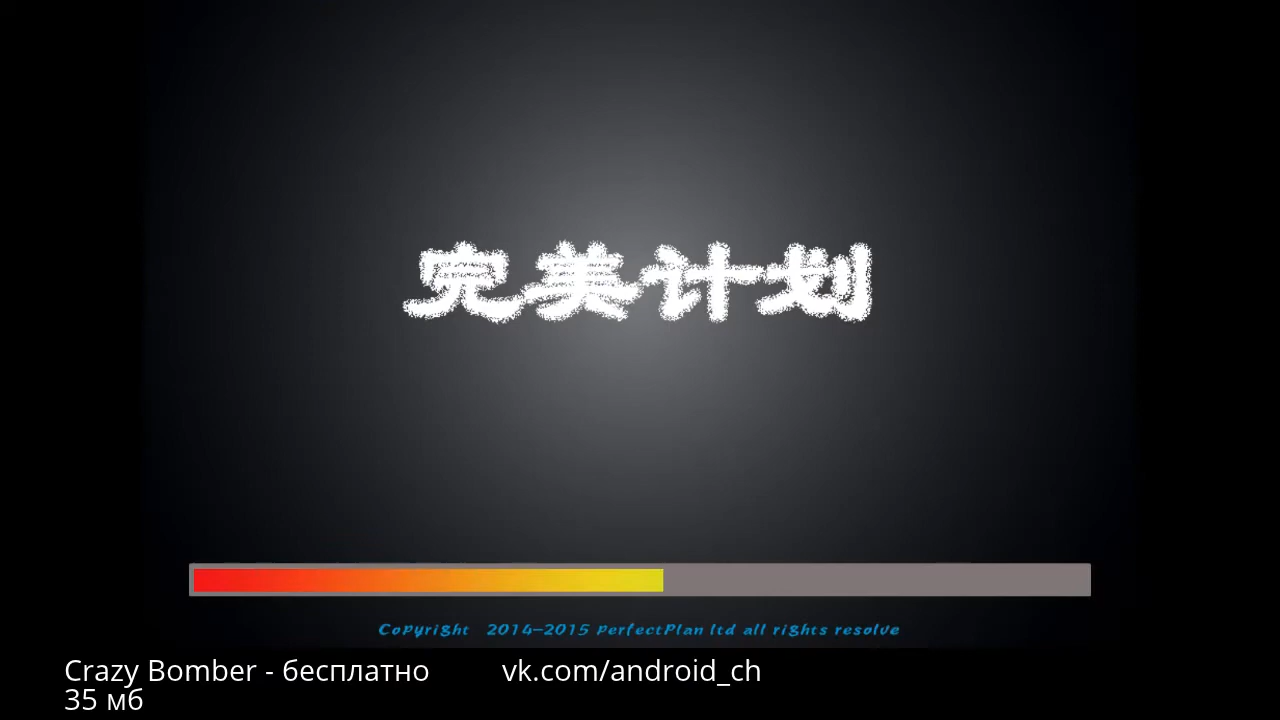 完美计划
Copyright 2014-2015 perfectPlan ltd all rights resolve
Crazy Bomber - бесплатно vk.com/android_ch
35 мб